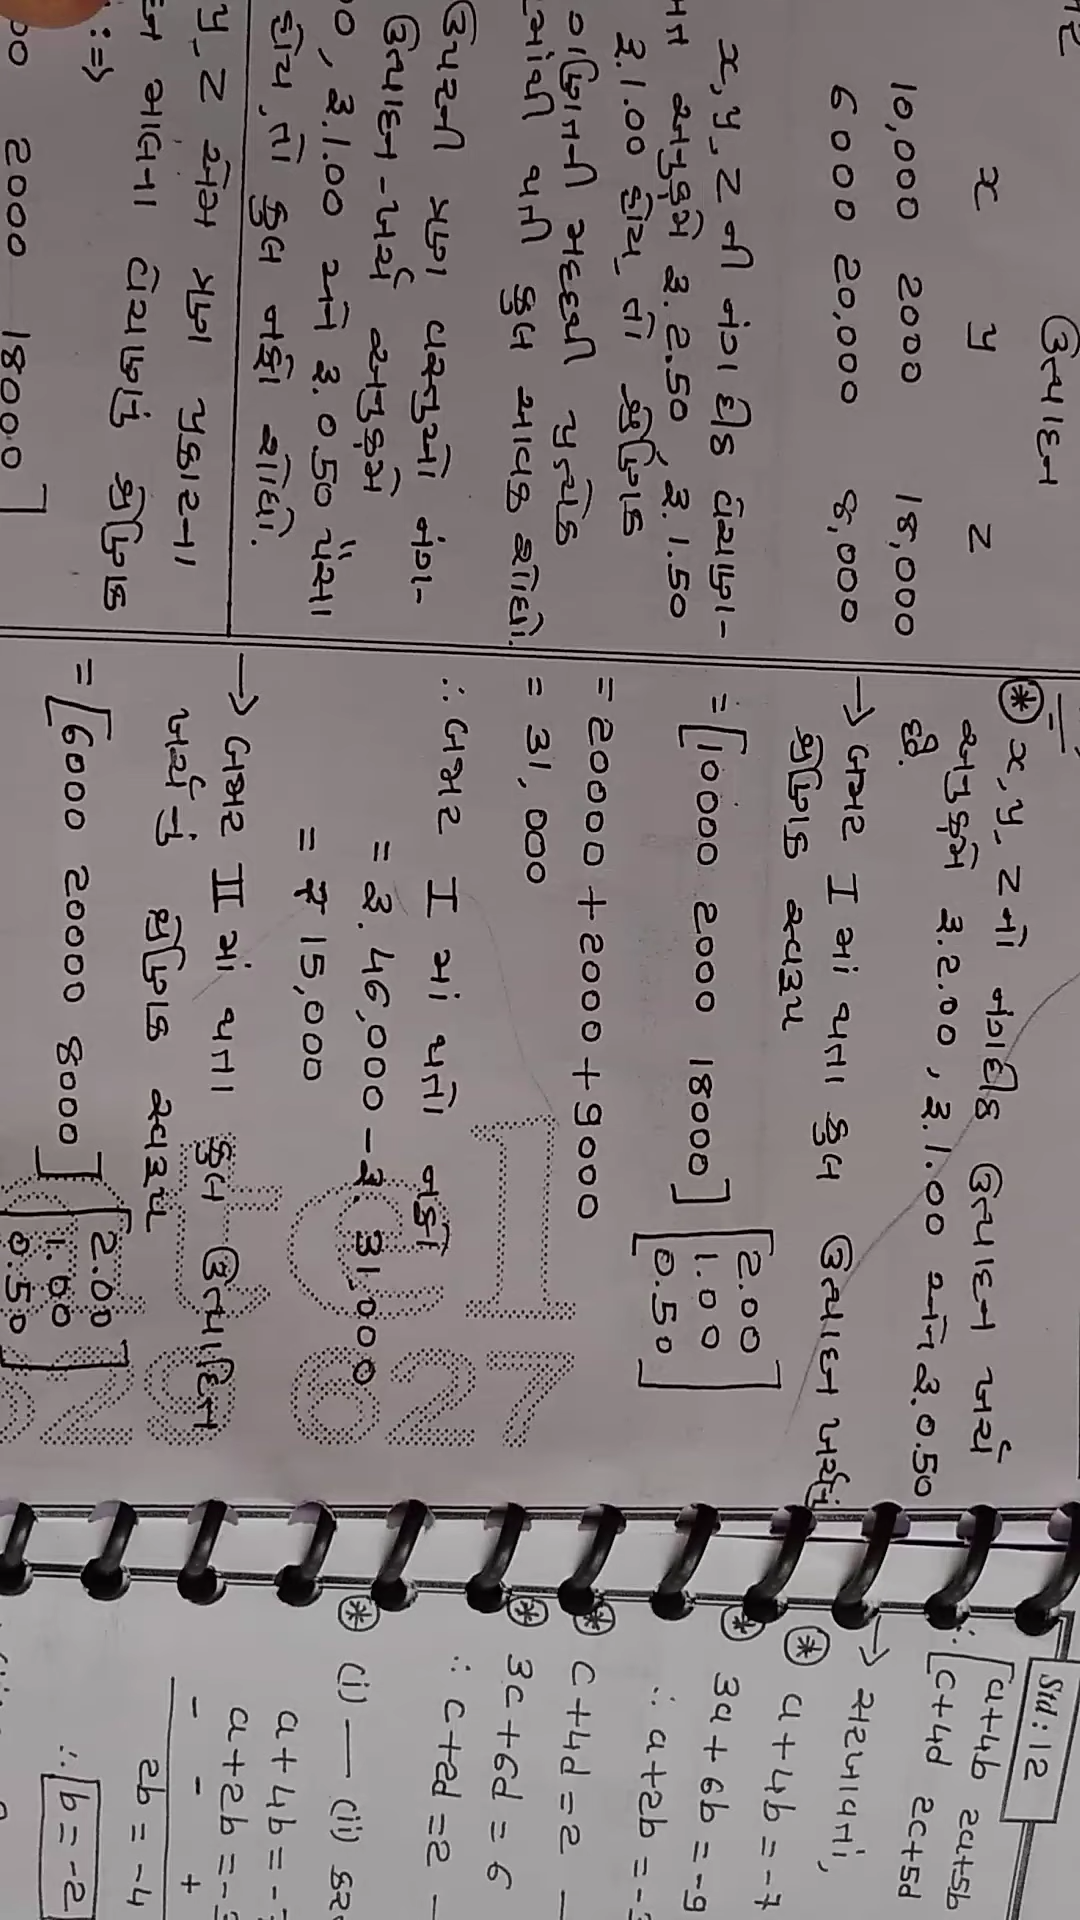 ઉત્પાદન
x y z
10,000 2000 18,000
6000 20,000 8,000
x, y, z ની નંગ દીઠ વેચાણ-
અનુક્રમે રૂ. 2.50, રૂ. 1.50
રૂ. 1.00 હોય, તો શ્રેણિક
ગણિતની મદદથી પ્રત્યેક
થતી કુલ આવક શોધો.
ઉપરની ત્રણ વસ્તુઓ નંગ-
ઉત્પાદન-ખર્ચ અનુક્રમે
, રૂ. 1.00 અને રૂ. 0.50 પૈસા
હોય, તો કુલ નફો શોધો.
y, z એમ ત્રણ પ્રકારના
માલના વેચાણનું શ્રેણિક
:⇒
2000 18000]
* x, y, z નો નંગદીઠ ઉત્પાદન ખર્ચ
અનુક્રમે રૂ. 2.00, રૂ. 1.00 અને રૂ. 0.50
છે.
→ બજાર I માં થતા કુલ ઉત્પાદન ખર્ચનું
શ્રેણિક સ્વરૂપ
= [10000 2000 18000] [2.00
1.00
0.50]
= 20000 + 2000 + 9000
= 31,000
∴ બજાર I માં થતો નફો
= રૂ. 46,000 - રૂ. 31,000
= ₹ 15,000
→ બજાર II માં થતા કુલ ઉત્પાદન
ખર્ચનું શ્રેણિક સ્વરૂપ
= [6000 20000 8000] [2.00
1.00
0.50]
Std : 12
∴ [a+4b 2a+5b
c+4d 2c+5d
→ સરખાવતાં,
* a+4b = -7
* 3a + 6b = -9
∴ a+2b = -3
* c+4d = 2
* 3c + 6d = 6
∴ c+2d = 2
* (i) — (ii)
a + 4b = -7
a + 2b = -3
- - +
2b = -4
∴ b = -2